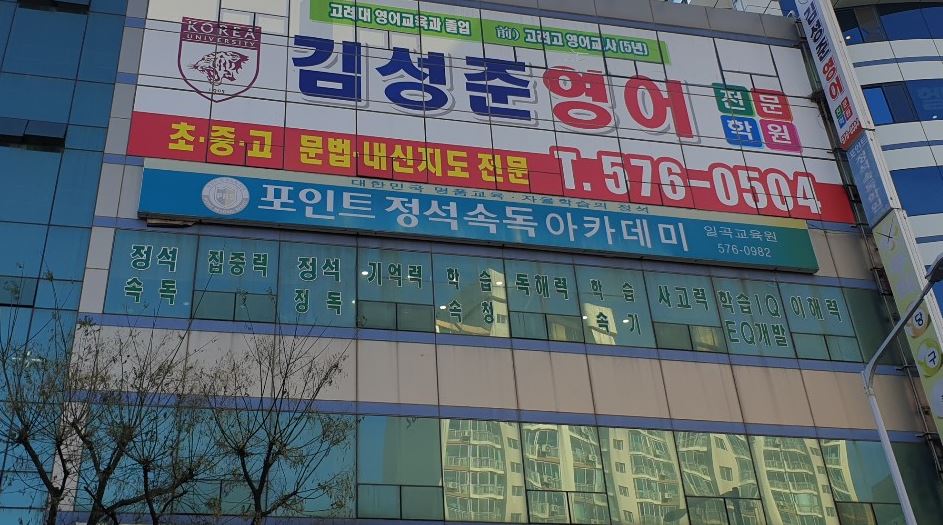 고려대 영어교육과 졸업 前) 고려고 영어교사 (5년)
KOREA
UNIVERSITY
1905
김성준영어 전문
학원
초·중·고 문법·내신지도 전문 T. 576-0504
대한민국 명품교육·자율학습의 정석
포인트 정석속독아카데미 일곡교육원
576-0982
정석 집중력 정석 기억력 학습 독해력 학습 사고력 학습IQ 이해력
속독 정독 속청 속기 EQ개발